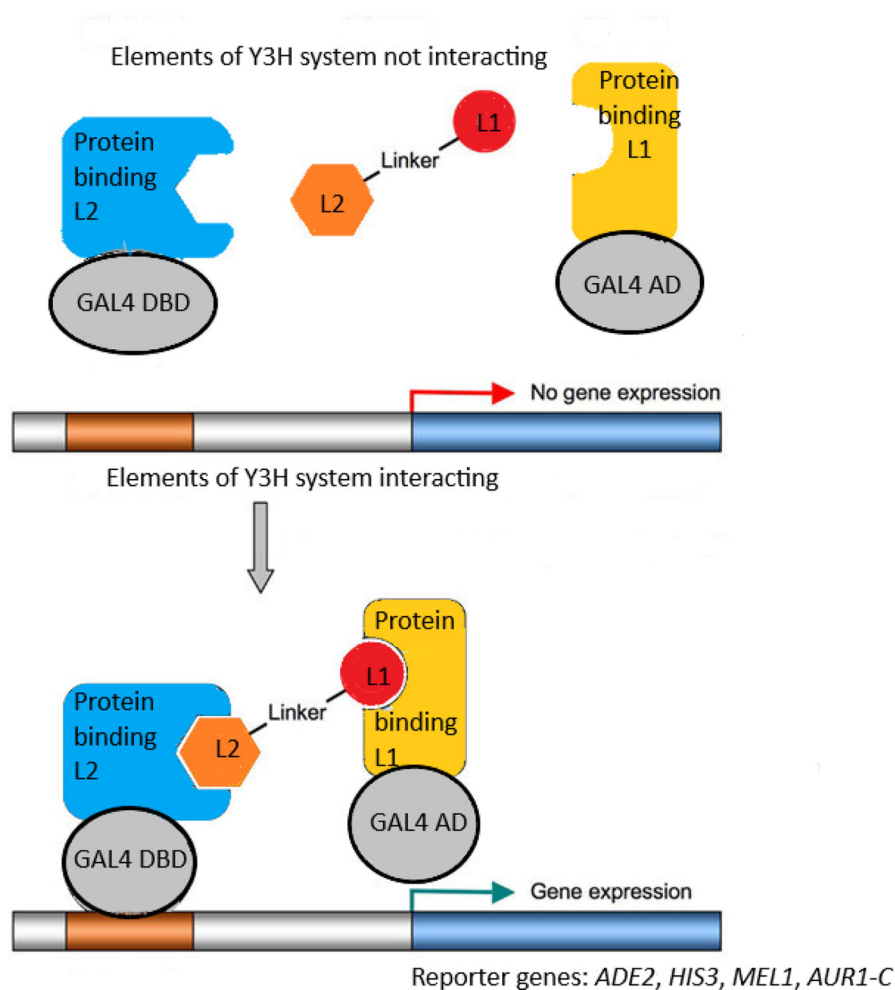 Elements of Y3H system not interacting
Protein
binding
L2
L2
Linker
L1
Protein
binding
L1
GAL4 DBD
GAL4 AD
No gene expression
Elements of Y3H system interacting
Protein
binding
L2
L2
Linker
L1
Protein
binding
L1
GAL4 DBD
GAL4 AD
Gene expression
Reporter genes: ADE2, HIS3, MEL1, AUR1-C